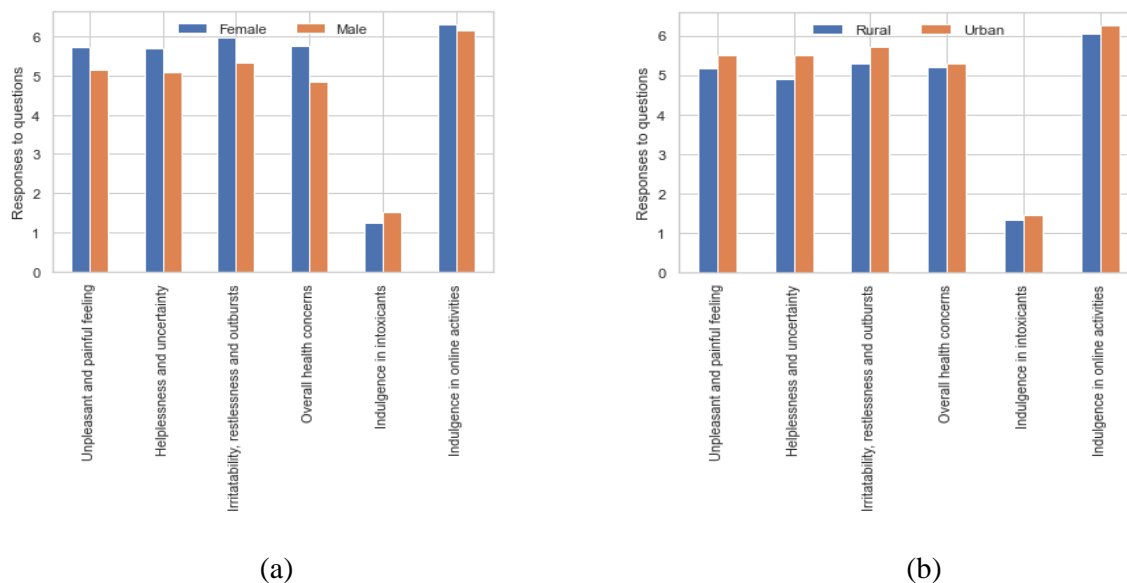 Female Male
Responses to questions
6
5
4
3
2
1
0
Unpleasant and painful feeling
Helplessness and uncertainty
Irritatability, restlessness and outbursts
Overall health concerns
Indulgence in intoxicants
Indulgence in online activities
(a)
Rural Urban
Responses to questions
6
5
4
3
2
1
0
Unpleasant and painful feeling
Helplessness and uncertainty
Irritatability, restlessness and outbursts
Overall health concerns
Indulgence in intoxicants
Indulgence in online activities
(b)